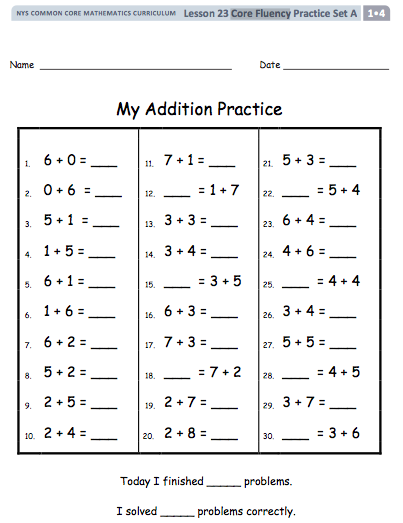 NYS COMMON CORE MATHEMATICS CURRICULUM Lesson 23 Core Fluency Practice Set A 1•4
Name ______________________________ Date ________________
My Addition Practice
1. 6 + 0 = ____
2. 0 + 6 = ____
3. 5 + 1 = ____
4. 1 + 5 = ____
5. 6 + 1 = ____
6. 1 + 6 = ____
7. 6 + 2 = ____
8. 5 + 2 = ____
9. 2 + 5 = ____
10. 2 + 4 = ____
11. 7 + 1 = ____
12. ____ = 1 + 7
13. 3 + 3 = ____
14. 3 + 4 = ____
15. ____ = 3 + 5
16. 6 + 3 = ____
17. 7 + 3 = ____
18. ____ = 7 + 2
19. 2 + 7 = ____
20. 2 + 8 = ____
21. 5 + 3 = ____
22. ____ = 5 + 4
23. 6 + 4 = ____
24. 4 + 6 = ____
25. ____ = 4 + 4
26. 3 + 4 = ____
27. 5 + 5 = ____
28. ____ = 4 + 5
29. 3 + 7 = ____
30. ____ = 3 + 6
Today I finished _____ problems.
I solved _____ problems correctly.